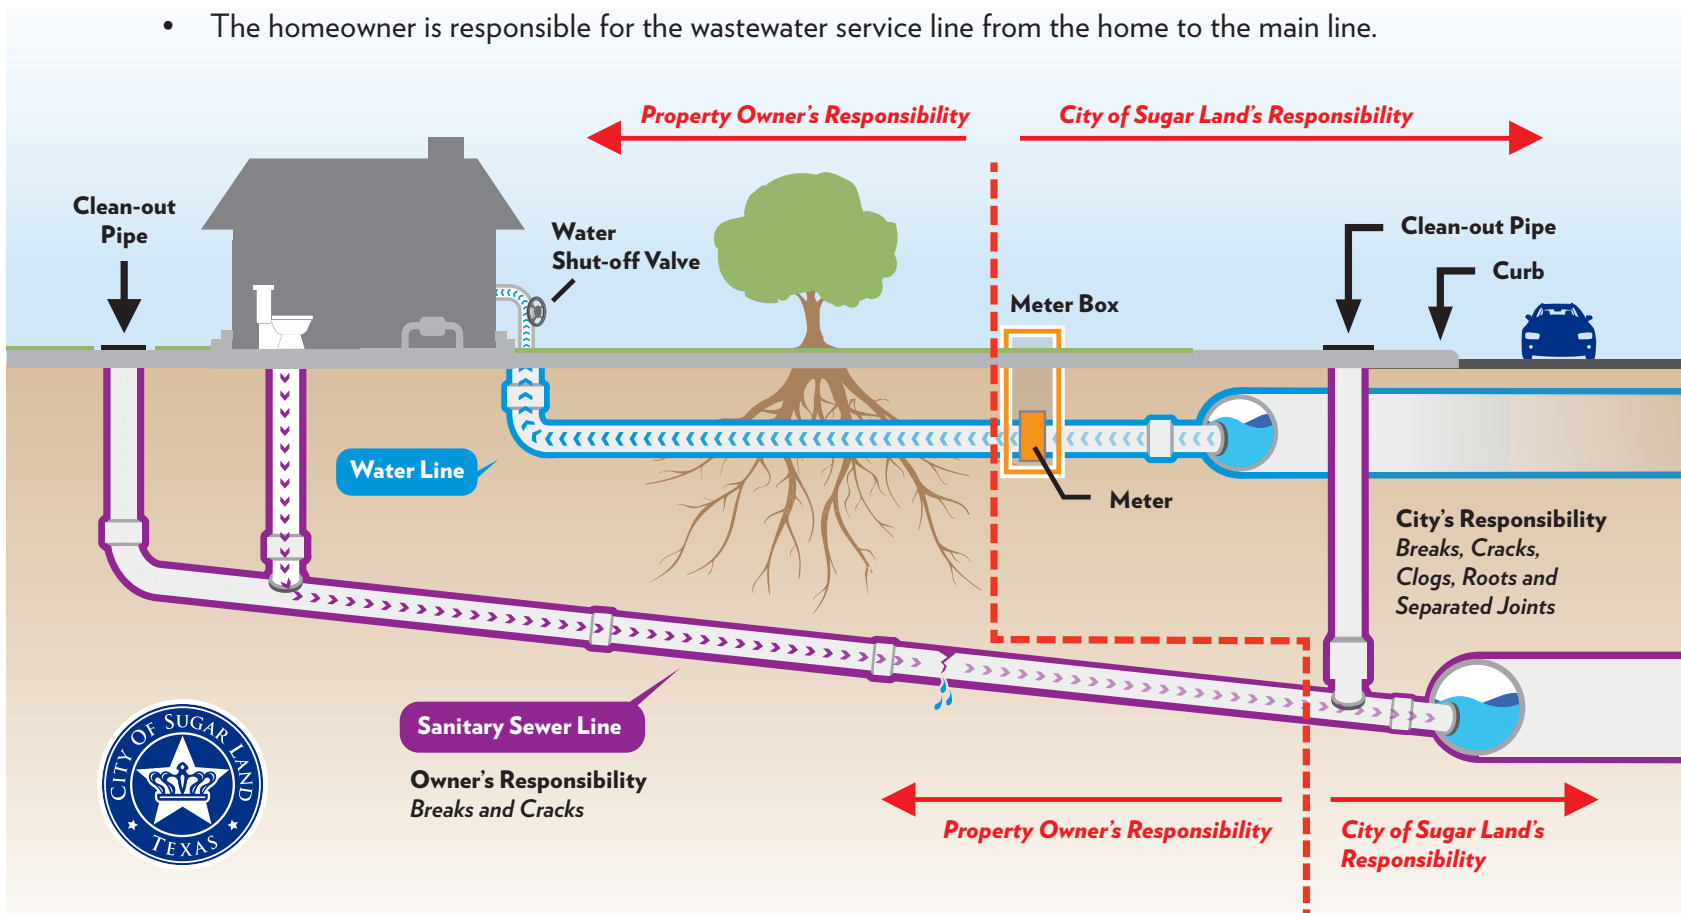 • The homeowner is responsible for the wastewater service line from the home to the main line.
Property Owner's Responsibility
City of Sugar Land's Responsibility
Clean-out
Pipe
Water
Shut-off Valve
Meter Box
Clean-out Pipe
Curb
Water Line
Meter
City's Responsibility
Breaks, Cracks,
Clogs, Roots and
Separated Joints
Sanitary Sewer Line
Owner's Responsibility
Breaks and Cracks
CITY OF SUGAR LAND
TEXAS
Property Owner's Responsibility
City of Sugar Land's
Responsibility